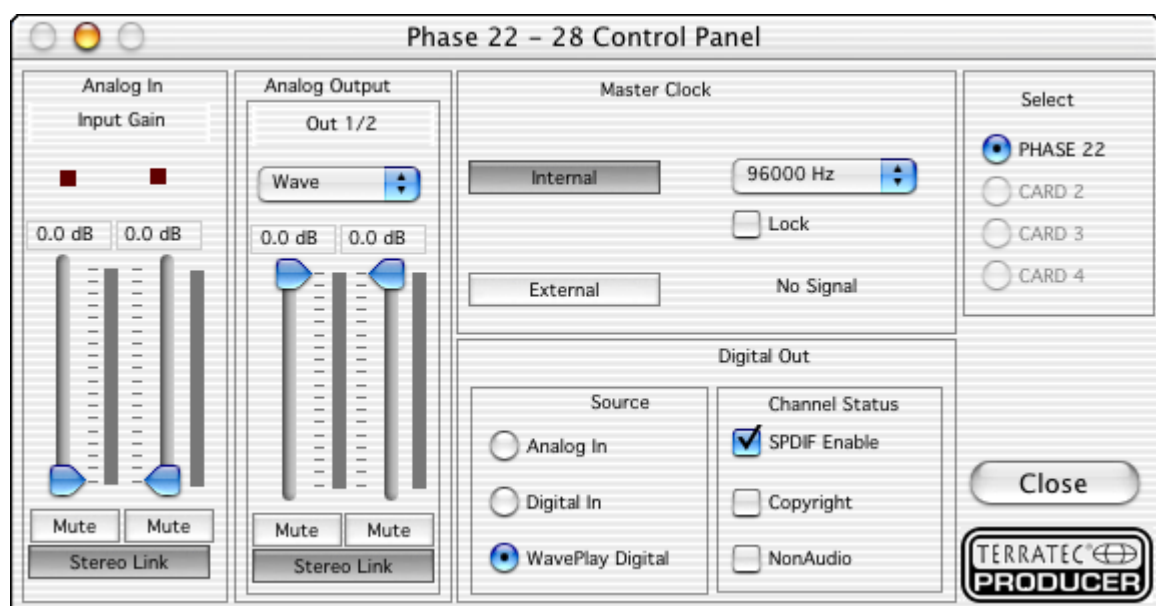 Phase 22 – 28 Control Panel
Analog In
Input Gain
0.0 dB 0.0 dB
Mute Mute
Stereo Link
Analog Output
Out 1/2
Wave
0.0 dB 0.0 dB
Mute Mute
Stereo Link
Master Clock
Internal 96000 Hz
Lock
External No Signal
Digital Out
Source
Analog In
Digital In
WavePlay Digital
Channel Status
SPDIF Enable
Copyright
NonAudio
Select
PHASE 22
CARD 2
CARD 3
CARD 4
Close
TERRATEC®
PRODUCER